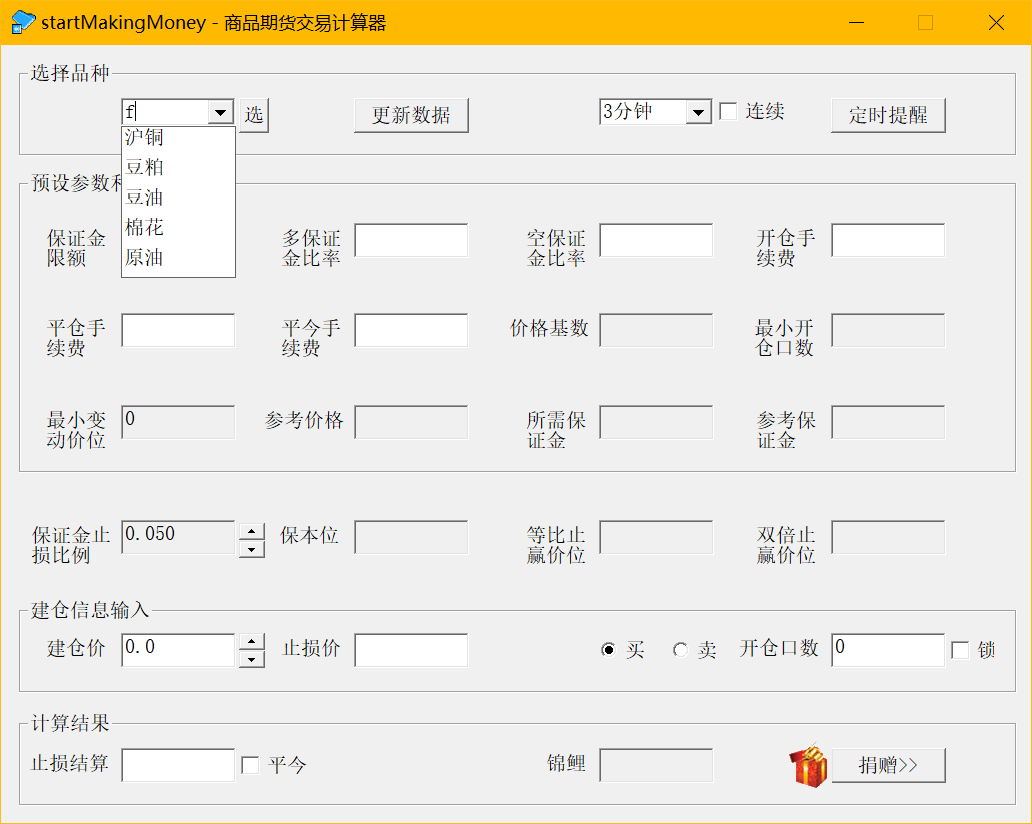 startMakingMoney - 商品期货交易计算器
选择品种
f
选
更新数据
3分钟
连续
定时提醒
沪铜
豆粕
豆油
棉花
原油
预设参数
保证金
限额
多保证
金比率
空保证
金比率
开仓手
续费
平仓手
续费
平今手
续费
价格基数
最小开
仓口数
最小变
动价位
0
参考价格
所需保
证金
参考保
证金
保证金止
损比例
0.050
保本位
等比止
赢价位
双倍止
赢价位
建仓信息输入
建仓价
0.0
止损价
买
卖
开仓口数
0
锁
计算结果
止损结算
平今
锦鲤
捐赠>>